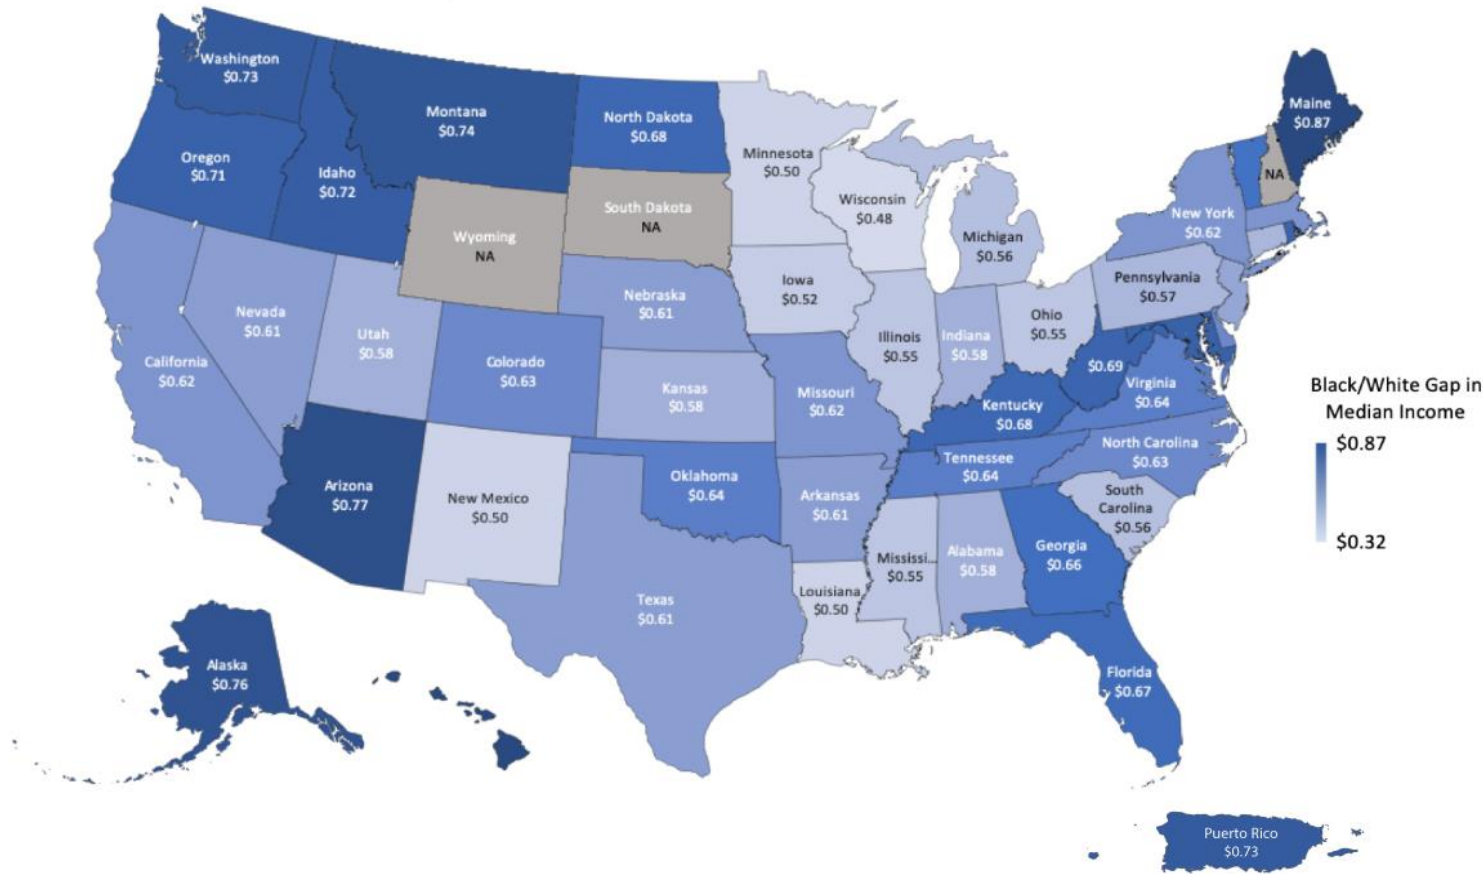 Washington
$0.73
Montana
$0.74
North Dakota
$0.68
Minnesota
$0.50
Maine
$0.87
Oregon
$0.71
Idaho
$0.72
Wisconsin
$0.48
NA
South Dakota
NA
Wyoming
NA
Michigan
$0.56
New York
$0.62
Nebraska
$0.61
Iowa
$0.52
Pennsylvania
$0.57
Nevada
$0.61
Utah
$0.58
Illinois
$0.55
Indiana
$0.58
Ohio
$0.55
California
$0.62
Colorado
$0.63
Kansas
$0.58
Missouri
$0.62
$0.69
Virginia
$0.64
Kentucky
$0.68
Black/White Gap in
Median Income
$0.87
$0.32
North Carolina
$0.63
Tennessee
$0.64
Arizona
$0.77
New Mexico
$0.50
Oklahoma
$0.64
Arkansas
$0.61
South
Carolina
$0.56
Mississi...
$0.55
Alabama
$0.58
Georgia
$0.66
Texas
$0.61
Louisiana
$0.50
Florida
$0.67
Alaska
$0.76
Puerto Rico
$0.73